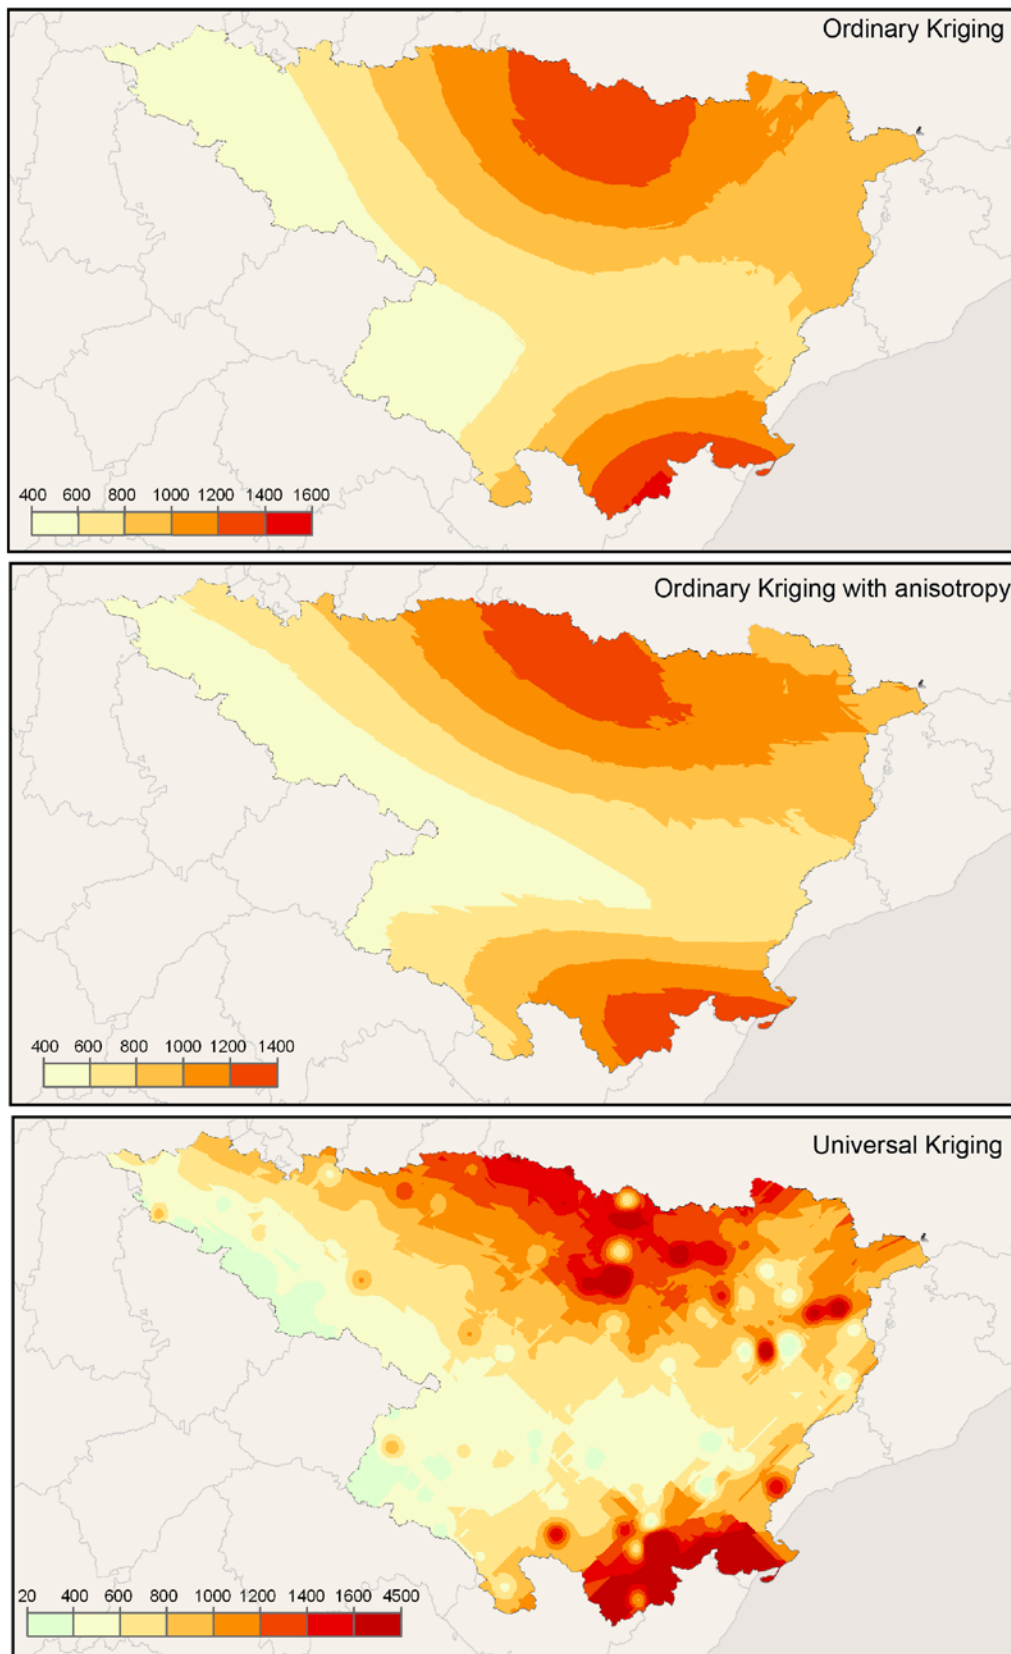 Ordinary Kriging
400 600 800 1000 1200 1400 1600
Ordinary Kriging with anisotropy
400 600 800 1000 1200 1400
Universal Kriging
20 400 600 800 1000 1200 1400 1600 4500